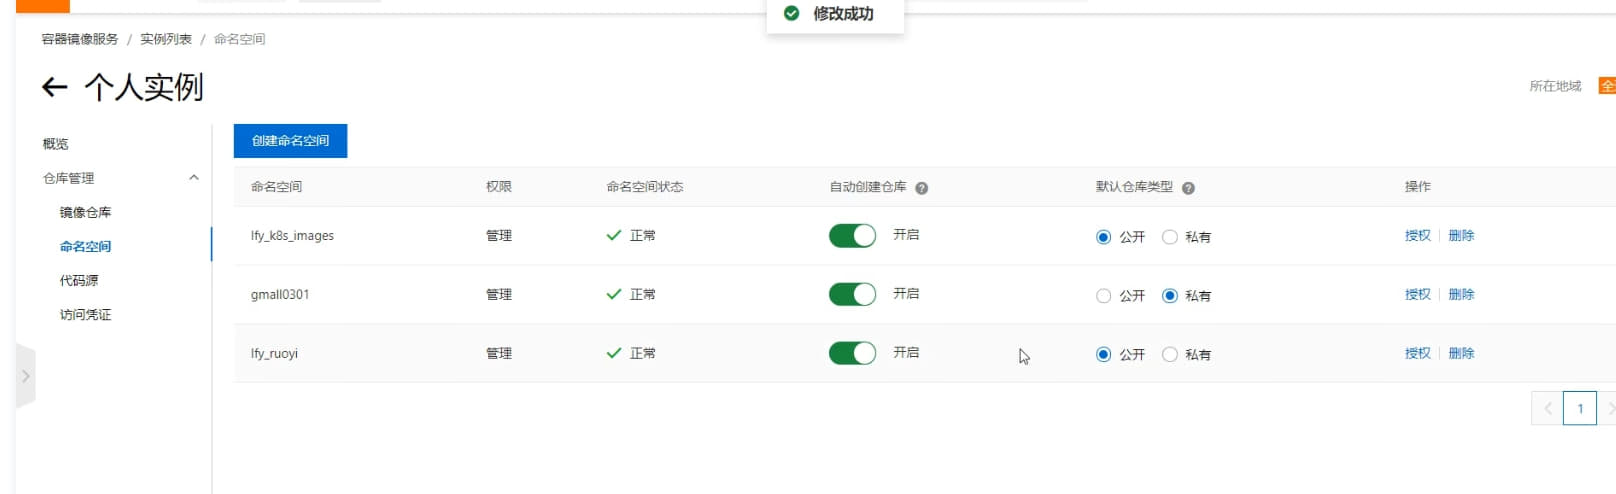 修改成功
容器镜像服务 / 实例列表 / 命名空间
← 个人实例
所在地域
概览
仓库管理
镜像仓库
命名空间
代码源
访问凭证
创建命名空间
命名空间 权限 命名空间状态 自动创建仓库 默认仓库类型 操作
lfy_k8s_images 管理 正常 开启 公开 私有 授权 删除
gmall0301 管理 正常 开启 公开 私有 授权 删除
lfy_ruoyi 管理 正常 开启 公开 私有 授权 删除
1